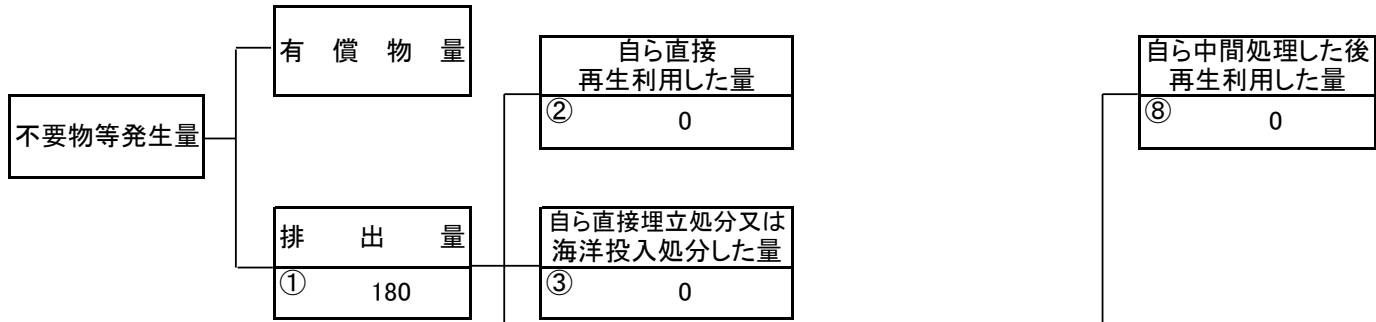 不要物等発生量
有償物量
排出量
① 180
自ら直接
再生利用した量
② 0
自ら直接埋立処分又は
海洋投入処分した量
③ 0
自ら中間処理した後
再生利用した量
⑧ 0